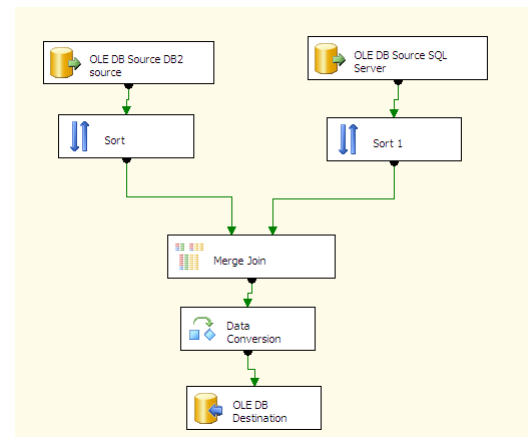 OLE DB Source DB2
source
OLE DB Source SQL
Server
Sort
Sort 1
Merge Join
Data
Conversion
OLE DB
Destination